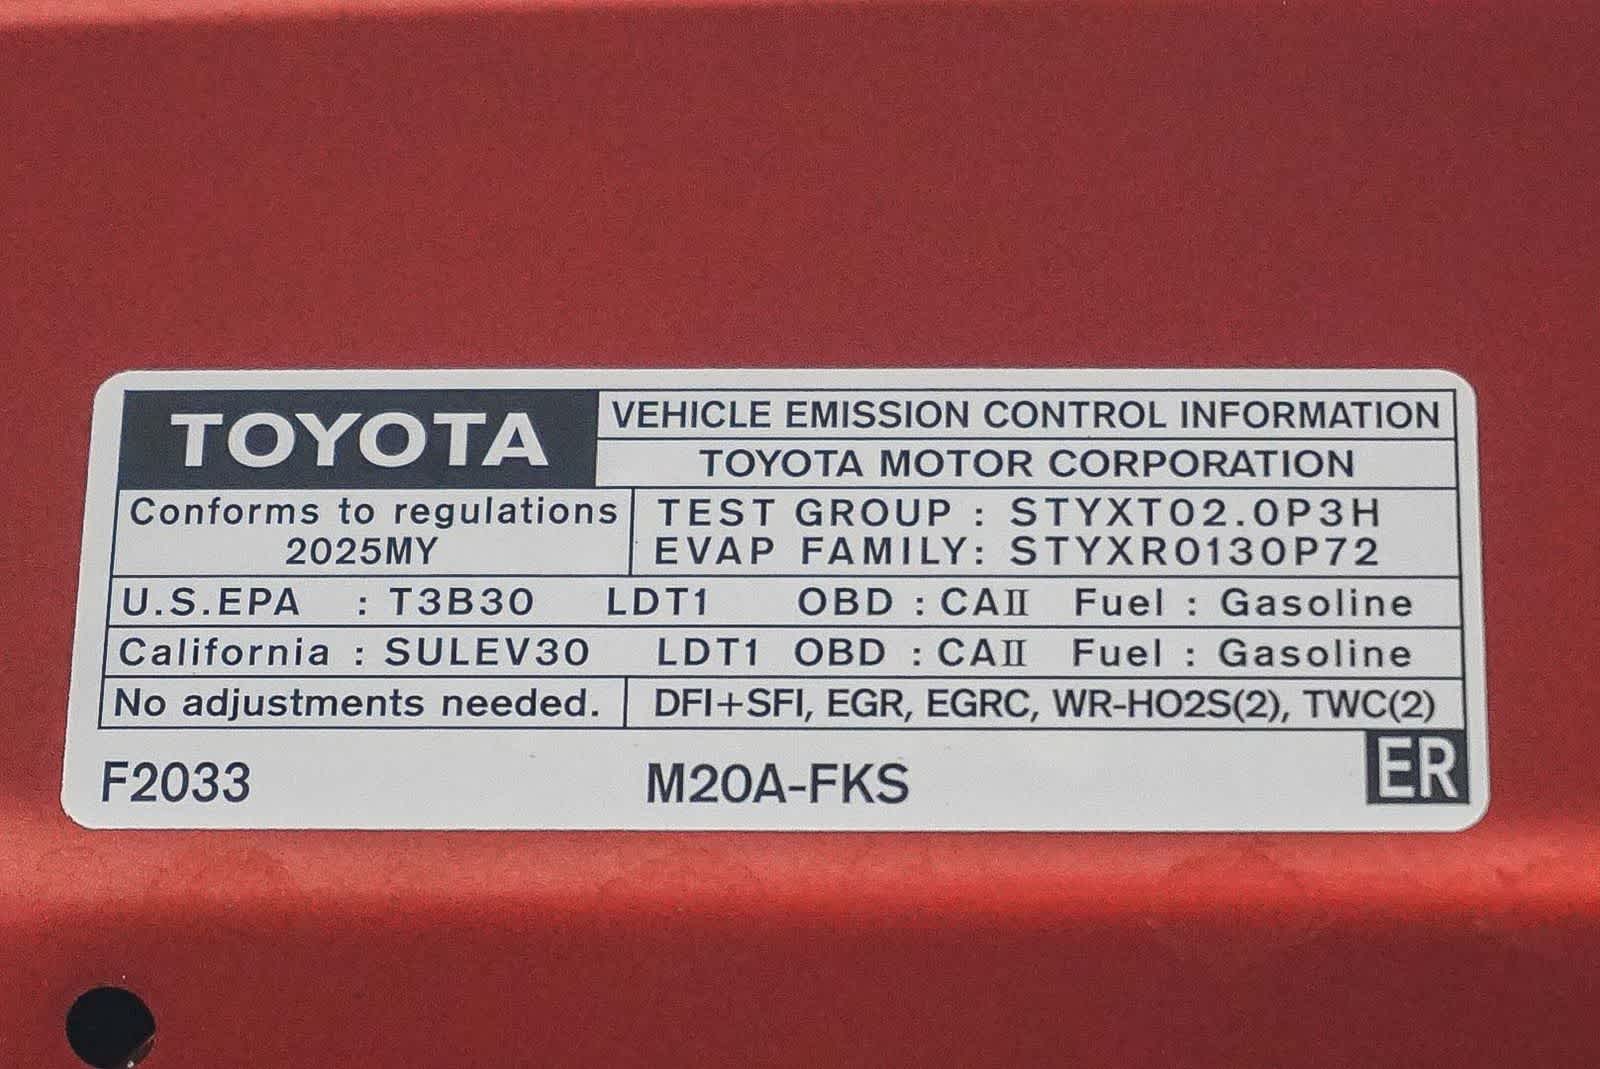 TOYOTA
VEHICLE EMISSION CONTROL INFORMATION
TOYOTA MOTOR CORPORATION
Conforms to regulations
2025MY
TEST GROUP : STYXT02.0P3H
EVAP FAMILY: STYXR0130P72
U.S.EPA : T3B30 LDT1 OBD : CAII Fuel : Gasoline
California : SULEV30 LDT1 OBD : CAII Fuel : Gasoline
No adjustments needed.
DFI+SFI, EGR, EGRC, WR-HO2S(2), TWC(2)
F2033
M20A-FKS
ER